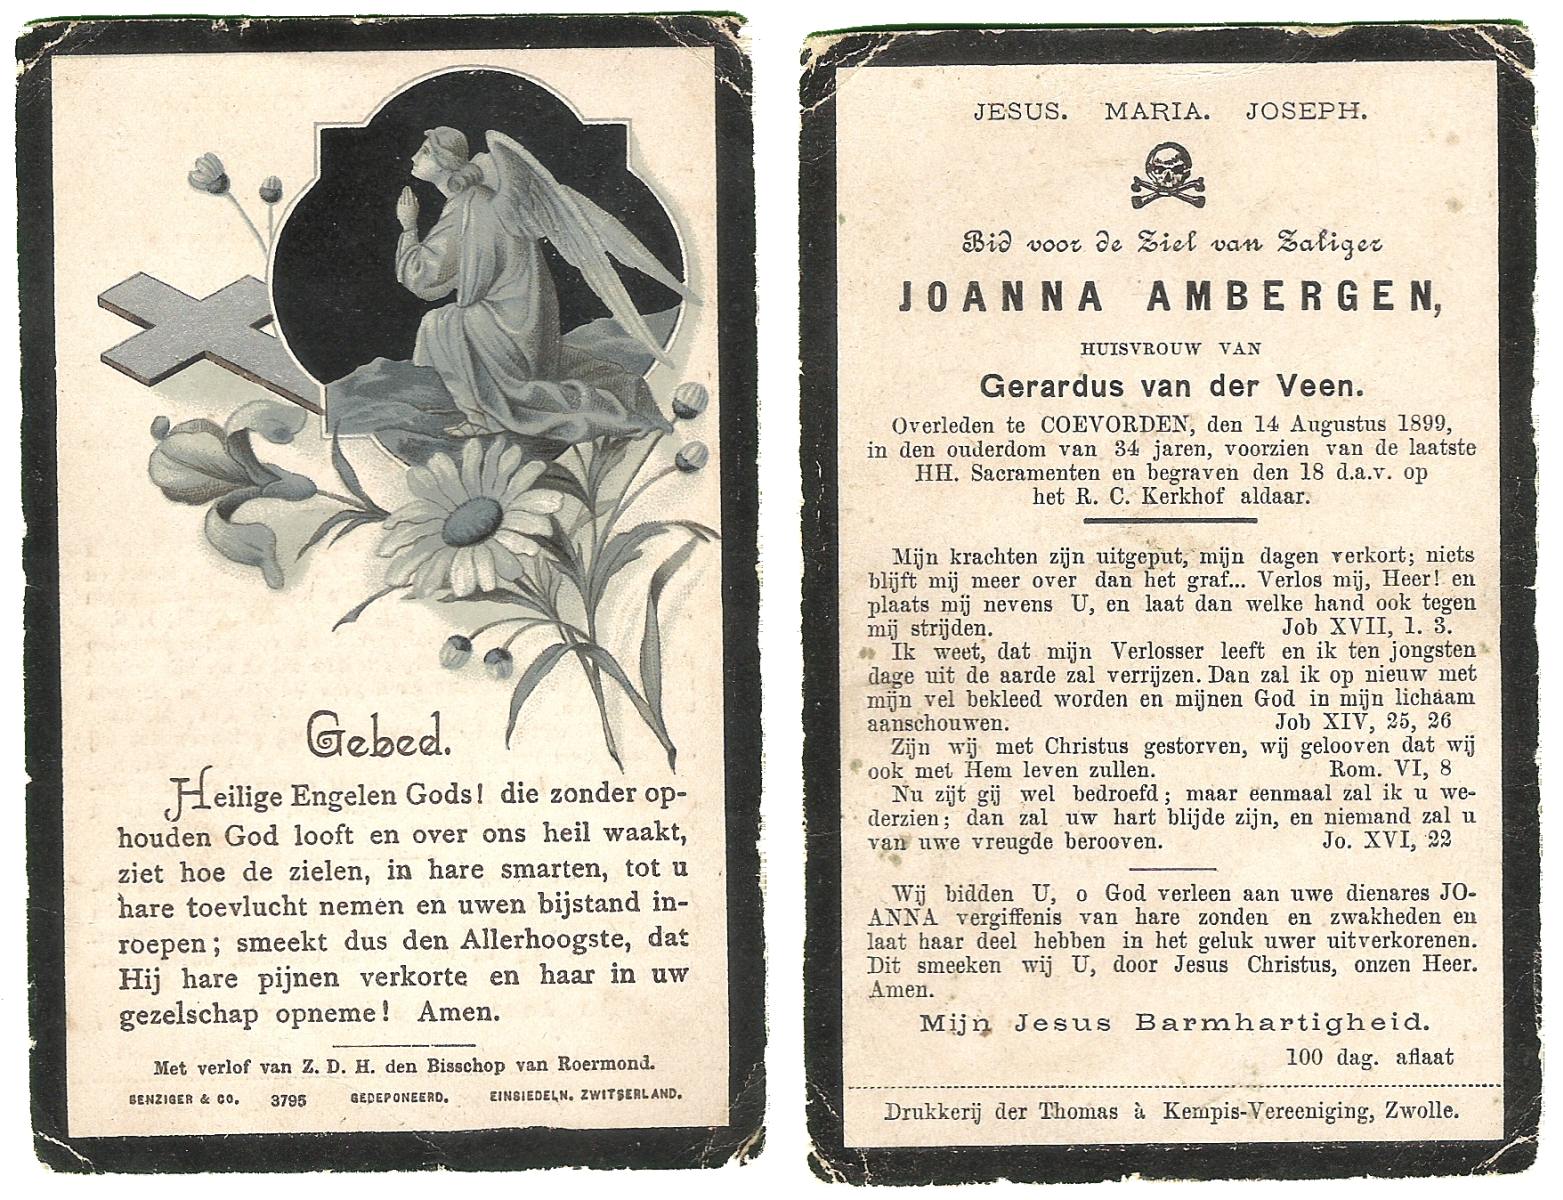 Gebed.
Heilige Engelen Gods! die zonder op-
houden God looft en over ons heil waakt,
ziet hoe de zielen, in hare smarten, tot u
hare toevlucht nemen en uwen bijstand in-
roepen; smeekt dus den Allerhoogste, dat
Hij hare pijnen verkorte en haar in uw
gezelschap opneme! Amen.
Met verlof van Z. D. H. den Bisschop van Roermond.
BENZIGER & CO. 3795 GEDEPONEERD. EINSIEDELN. ZWITSERLAND.
JESUS. MARIA. JOSEPH.
Bid voor de Ziel van Zaliger
JOANNA AMBERGEN,
HUISVROUW VAN
Gerardus van der Veen.
Overleden te COEVORDEN, den 14 Augustus 1899,
in den ouderdom van 34 jaren, voorzien van de laatste
HH. Sacramenten en begraven den 18 d.a.v. op
het R. C. Kerkhof aldaar.
Mijn krachten zijn uitgeput, mijn dagen verkort; niets
blijft mij meer over dan het graf... Verlos mij, Heer! en
plaats mij nevens U, en laat dan welke hand ook tegen
mij strijden. Job XVII, 1. 3.
Ik weet, dat mijn Verlosser leeft en ik ten jongsten
dage uit de aarde zal verrijzen. Dan zal ik op nieuw met
mijn vel bekleed worden en mijnen God in mijn lichaam
aanschouwen. Job XIV, 25, 26
Zijn wij met Christus gestorven, wij gelooven dat wij
ook met Hem leven zullen. Rom. VI, 8
Nu zijt gij wel bedroefd; maar eenmaal zal ik u we-
derzien; dan zal uw hart blijde zijn, en niemand zal u
van uwe vreugde berooven. Jo. XVI, 22
Wij bidden U, o God verleen aan uwe dienares JO-
ANNA vergiffenis van hare zonden en zwakheden en
laat haar deel hebben in het geluk uwer uitverkorenen.
Dit smeeken wij U, door Jesus Christus, onzen Heer.
Amen.
Mijn Jesus Barmhartigheid.
100 dag. aflaat
Drukkerij der Thomas à Kempis-Vereeniging, Zwolle.